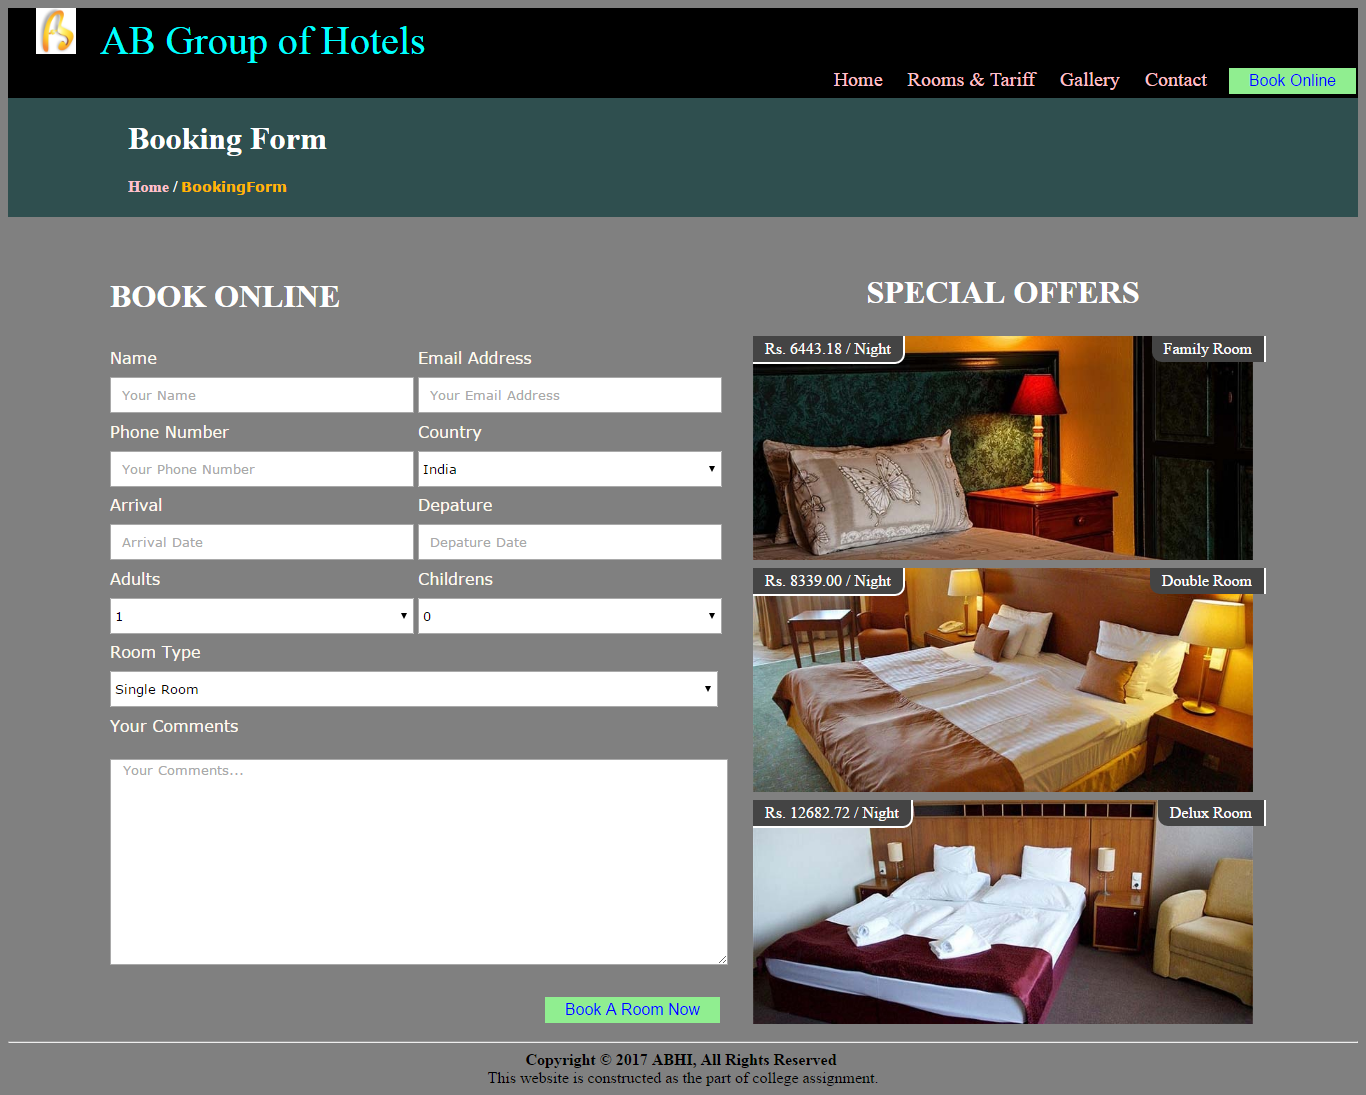 AB Group of Hotels
Home Rooms & Tariff Gallery Contact Book Online
Booking Form
Home / BookingForm
BOOK ONLINE
Name Email Address
Your Name Your Email Address
Phone Number Country
Your Phone Number India
Arrival Depature
Arrival Date Depature Date
Adults Childrens
1 0
Room Type
Single Room
Your Comments
Your Comments...
Book A Room Now
SPECIAL OFFERS
Rs. 6443.18 / Night Family Room
Rs. 8339.00 / Night Double Room
Rs. 12682.72 / Night Delux Room
Copyright © 2017 ABHI, All Rights Reserved
This website is constructed as the part of college assignment.